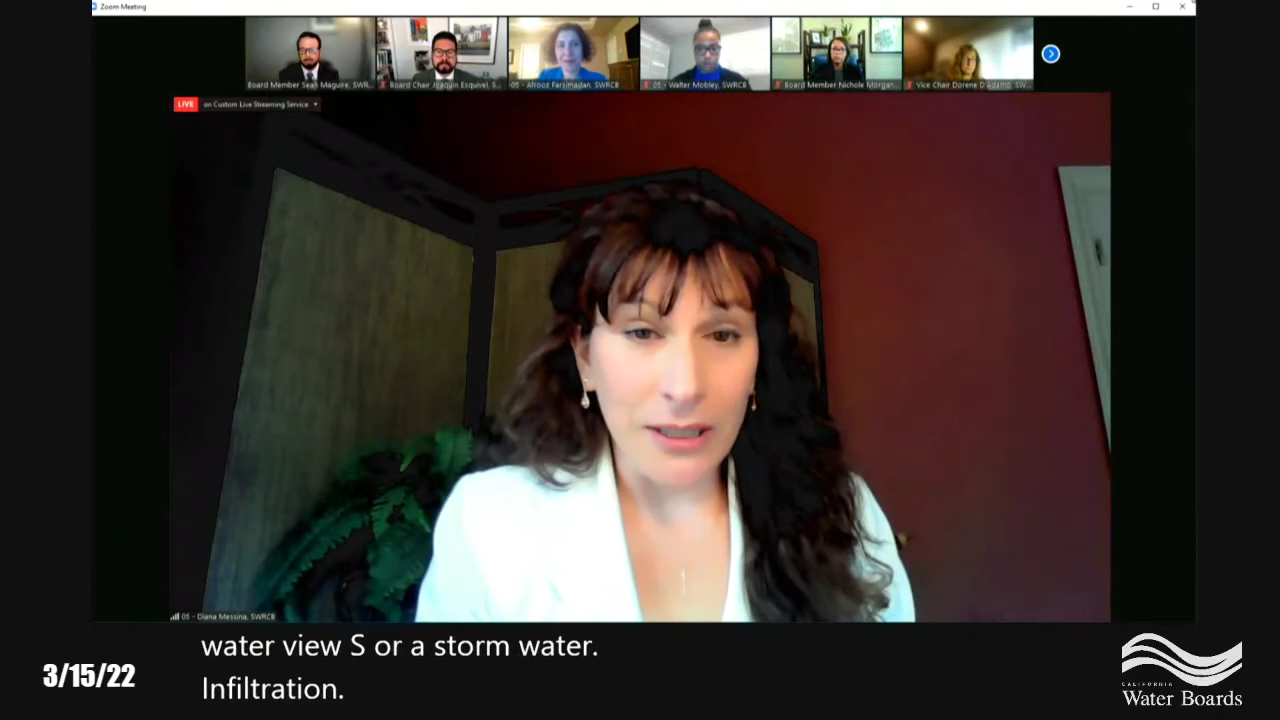 Zoom Meeting
Board Member Sean Maguire, SWR...
Board Chair Joaquin Esquivel, S...
05 - Afrooz Farsimadan, SWRCB
05 - Walter Mobley, SWRCB
Board Member Nichole Morgan...
Vice Chair Dorene D'Adamo, SW...
LIVE on Custom Live Streaming Service
05 - Diana Messina, SWRCB
water view S or a storm water.
Infiltration.
3/15/22
CALIFORNIA
Water Boards